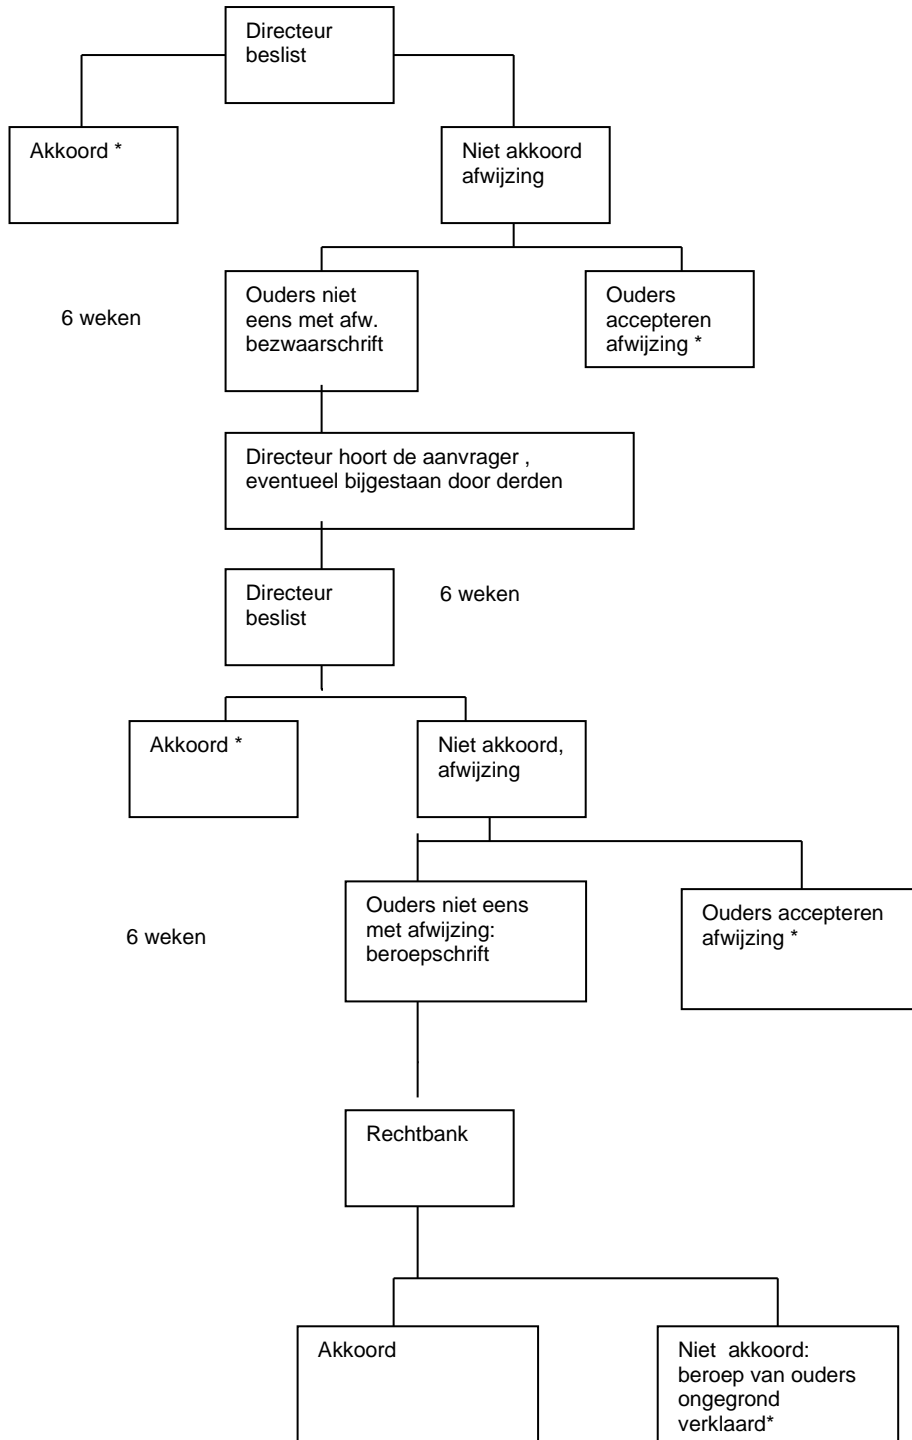 Directeur
beslist
Akkoord *
Niet akkoord
afwijzing
6 weken
Ouders niet
eens met afw.
bezwaarschrift
Ouders
accepteren
afwijzing *
Directeur hoort de aanvrager ,
eventueel bijgestaan door derden
Directeur
beslist
6 weken
Akkoord *
Niet akkoord,
afwijzing
6 weken
Ouders niet eens
met afwijzing:
beroepschrift
Ouders accepteren
afwijzing *
Rechtbank
Akkoord
Niet  akkoord:
beroep van ouders
ongegrond
verklaard*